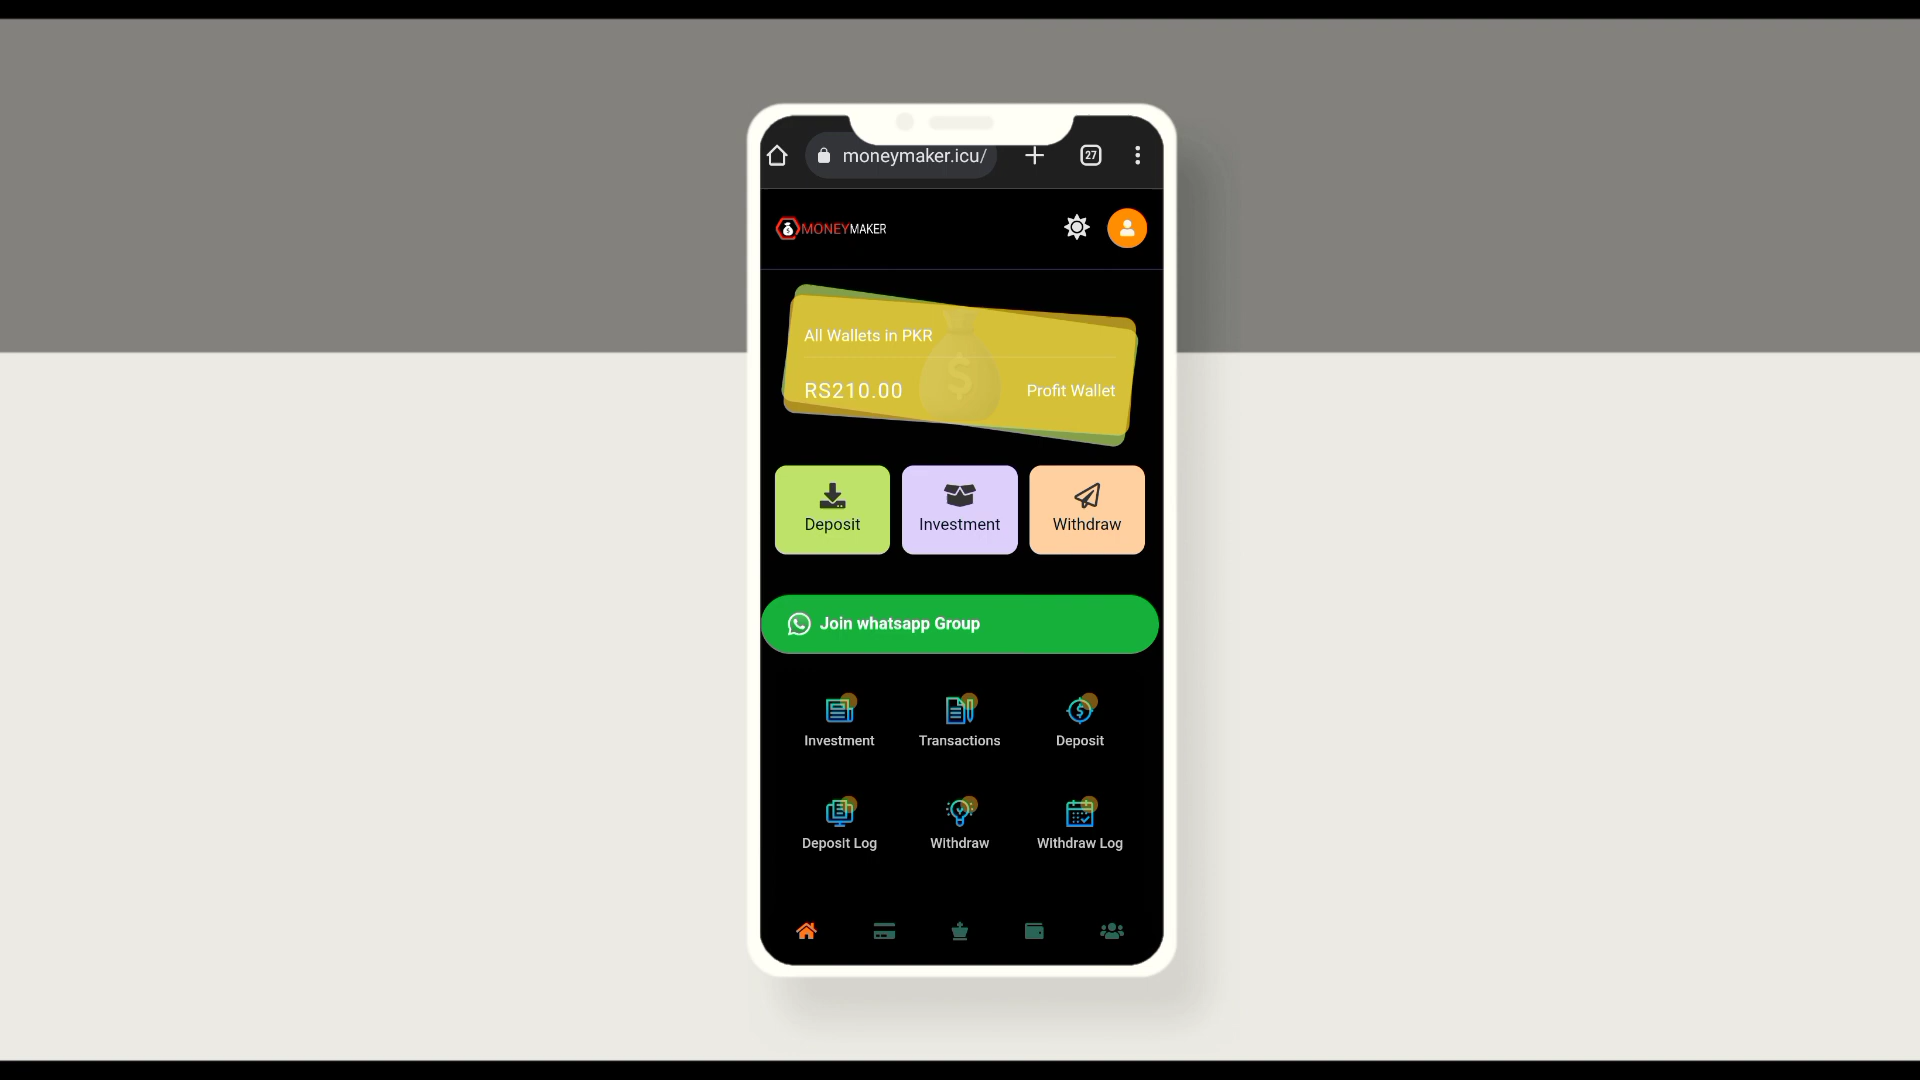 moneymaker.icu/
27
MONEYMAKER
All Wallets in PKR
RS210.00 Profit Wallet
Deposit Investment Withdraw
Join whatsapp Group
Investment Transactions Deposit
Deposit Log Withdraw Withdraw Log